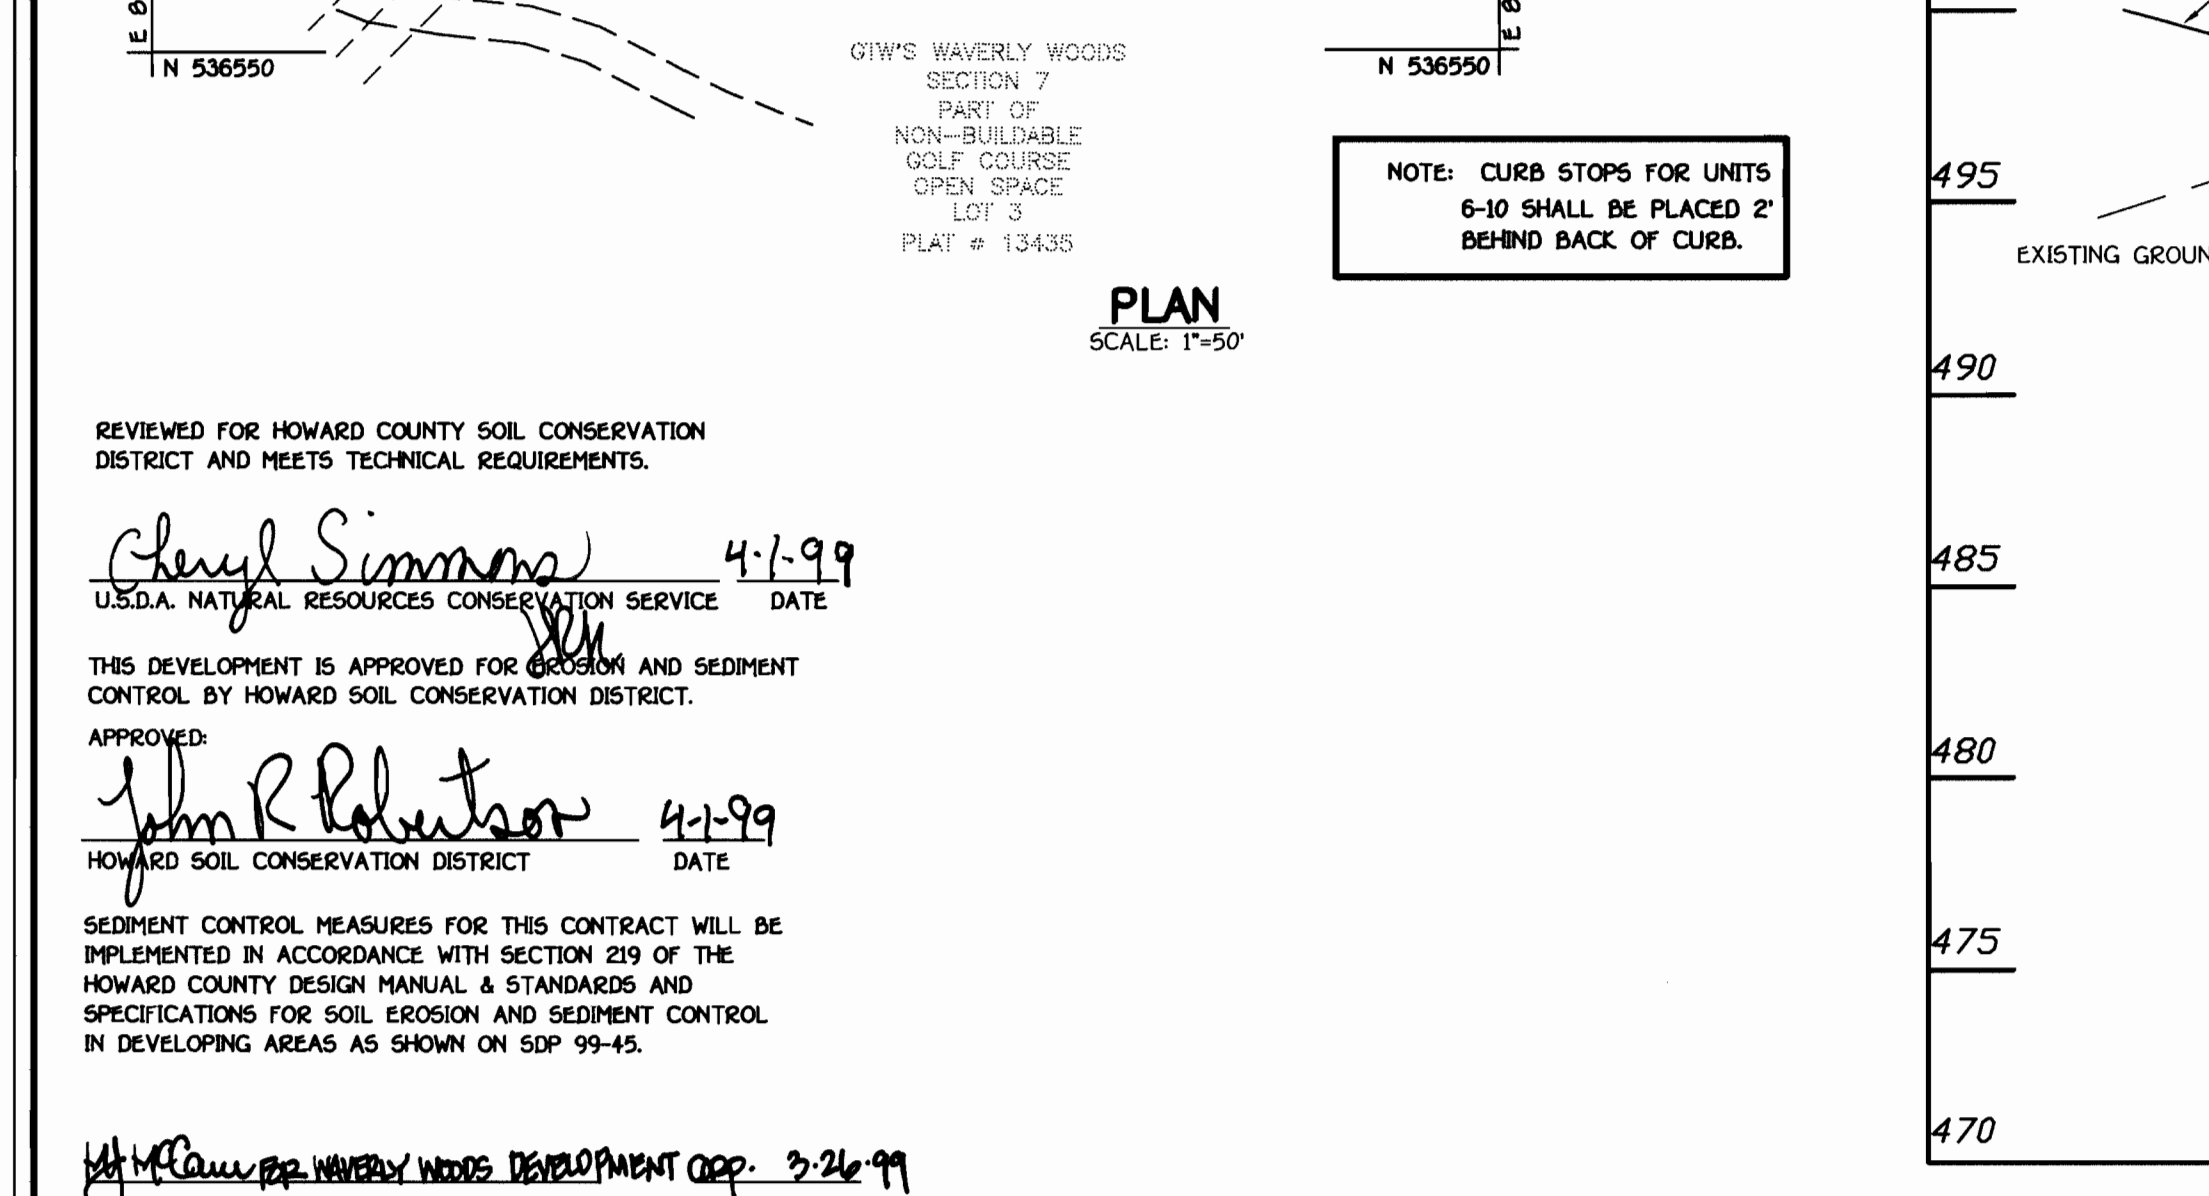 E 8
N 536550
GTW'S WAVERLY WOODS
SECTION 7
PART OF
NON-BUILDABLE
GOLF COURSE
OPEN SPACE
LOT 3
PLAT # 13435
E 8
N 536550
NOTE: CURB STOPS FOR UNITS
6-10 SHALL BE PLACED 2'
BEHIND BACK OF CURB.
PLAN
SCALE: 1"=50'
REVIEWED FOR HOWARD COUNTY SOIL CONSERVATION
DISTRICT AND MEETS TECHNICAL REQUIREMENTS.
Cheryl Simmons 4-1-99
U.S.D.A. NATURAL RESOURCES CONSERVATION SERVICE DATE
THIS DEVELOPMENT IS APPROVED FOR EROSION AND SEDIMENT
CONTROL BY HOWARD SOIL CONSERVATION DISTRICT.
APPROVED:
John R Robertson 4-1-99
HOWARD SOIL CONSERVATION DISTRICT DATE
SEDIMENT CONTROL MEASURES FOR THIS CONTRACT WILL BE
IMPLEMENTED IN ACCORDANCE WITH SECTION 219 OF THE
HOWARD COUNTY DESIGN MANUAL & STANDARDS AND
SPECIFICATIONS FOR SOIL EROSION AND SEDIMENT CONTROL
IN DEVELOPING AREAS AS SHOWN ON SDP 99-45.
McCann FOR WAVERLY WOODS DEVELOPMENT CORP. 3·26·99
495
EXISTING GROUN
490
485
480
475
470